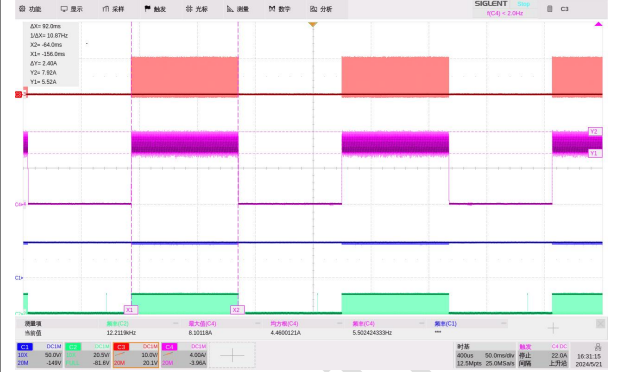 功能 显示 采样 触发 光标 测量 数学 分析 SIGLENT Stop
f(C4) < 2.0Hz C3
ΔX= 92.0ms
1/ΔX= 10.87Hz
X2= -64.0ms
X1= -156.0ms
ΔY= 2.40A
Y2= 7.92A
Y1= 5.52A
Y2
Y1
C4
C1
X1 X2
测量项 频率(C2) 最大值(C4) 均方根(C4) 频率(C4) 频率(C1)
当前值 12.2119kHz 8.10118A 4.4600121A 5.502424333Hz ***
C1 DC1M C2 DC1M C3 DC1M C4 DC1M 时基 触发 C4 DC
10X 50.0V/ 20.5V/ 10.0V/ 4.00A/ 400us 50.0ms/div 停止 22.0A 16:31:15
20M -149V -81.6V 20M 20.1V 20M -3.96A 12.5Mpts 25.0MSa/s 间隔 上升沿 2024/5/21